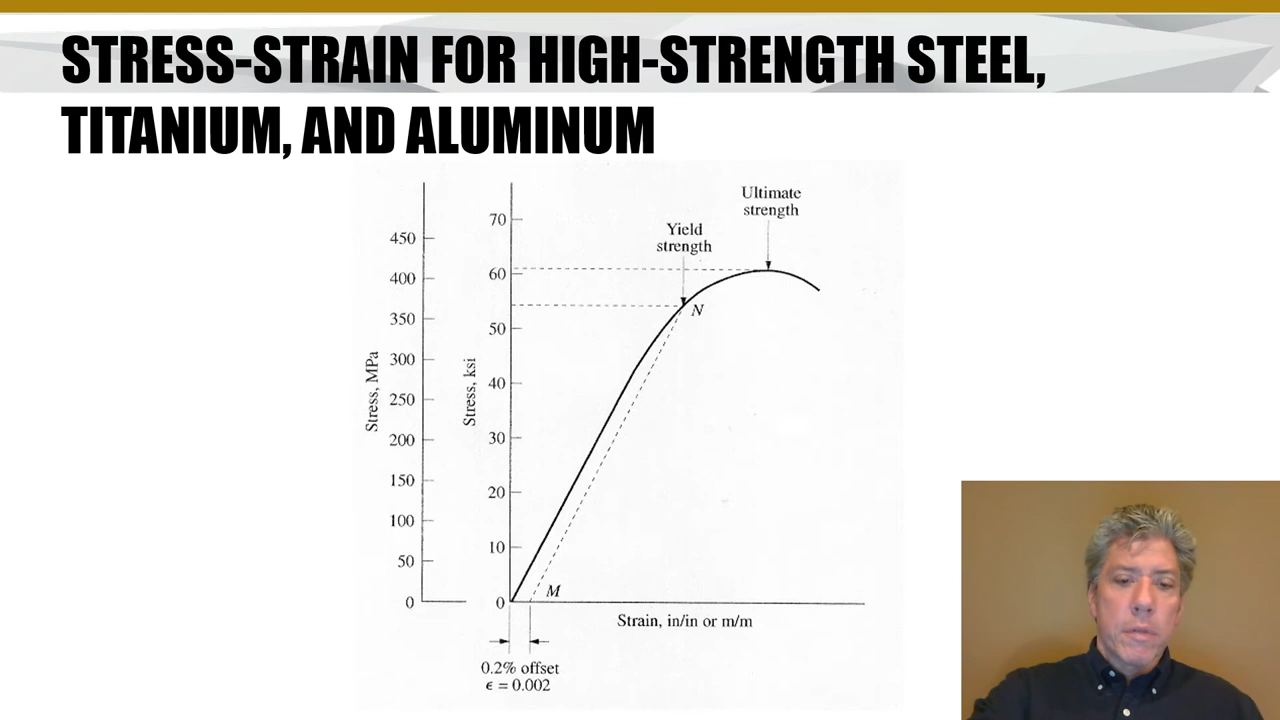 STRESS-STRAIN FOR HIGH-STRENGTH STEEL,
TITANIUM, AND ALUMINUM
Ultimate
strength
Yield
strength
70
60
50
40
30
20
10
0
450
400
350
300
250
200
150
100
50
0
Stress, MPa
Stress, ksi
N
M
Strain, in/in or m/m
0.2% offset
ϵ = 0.002